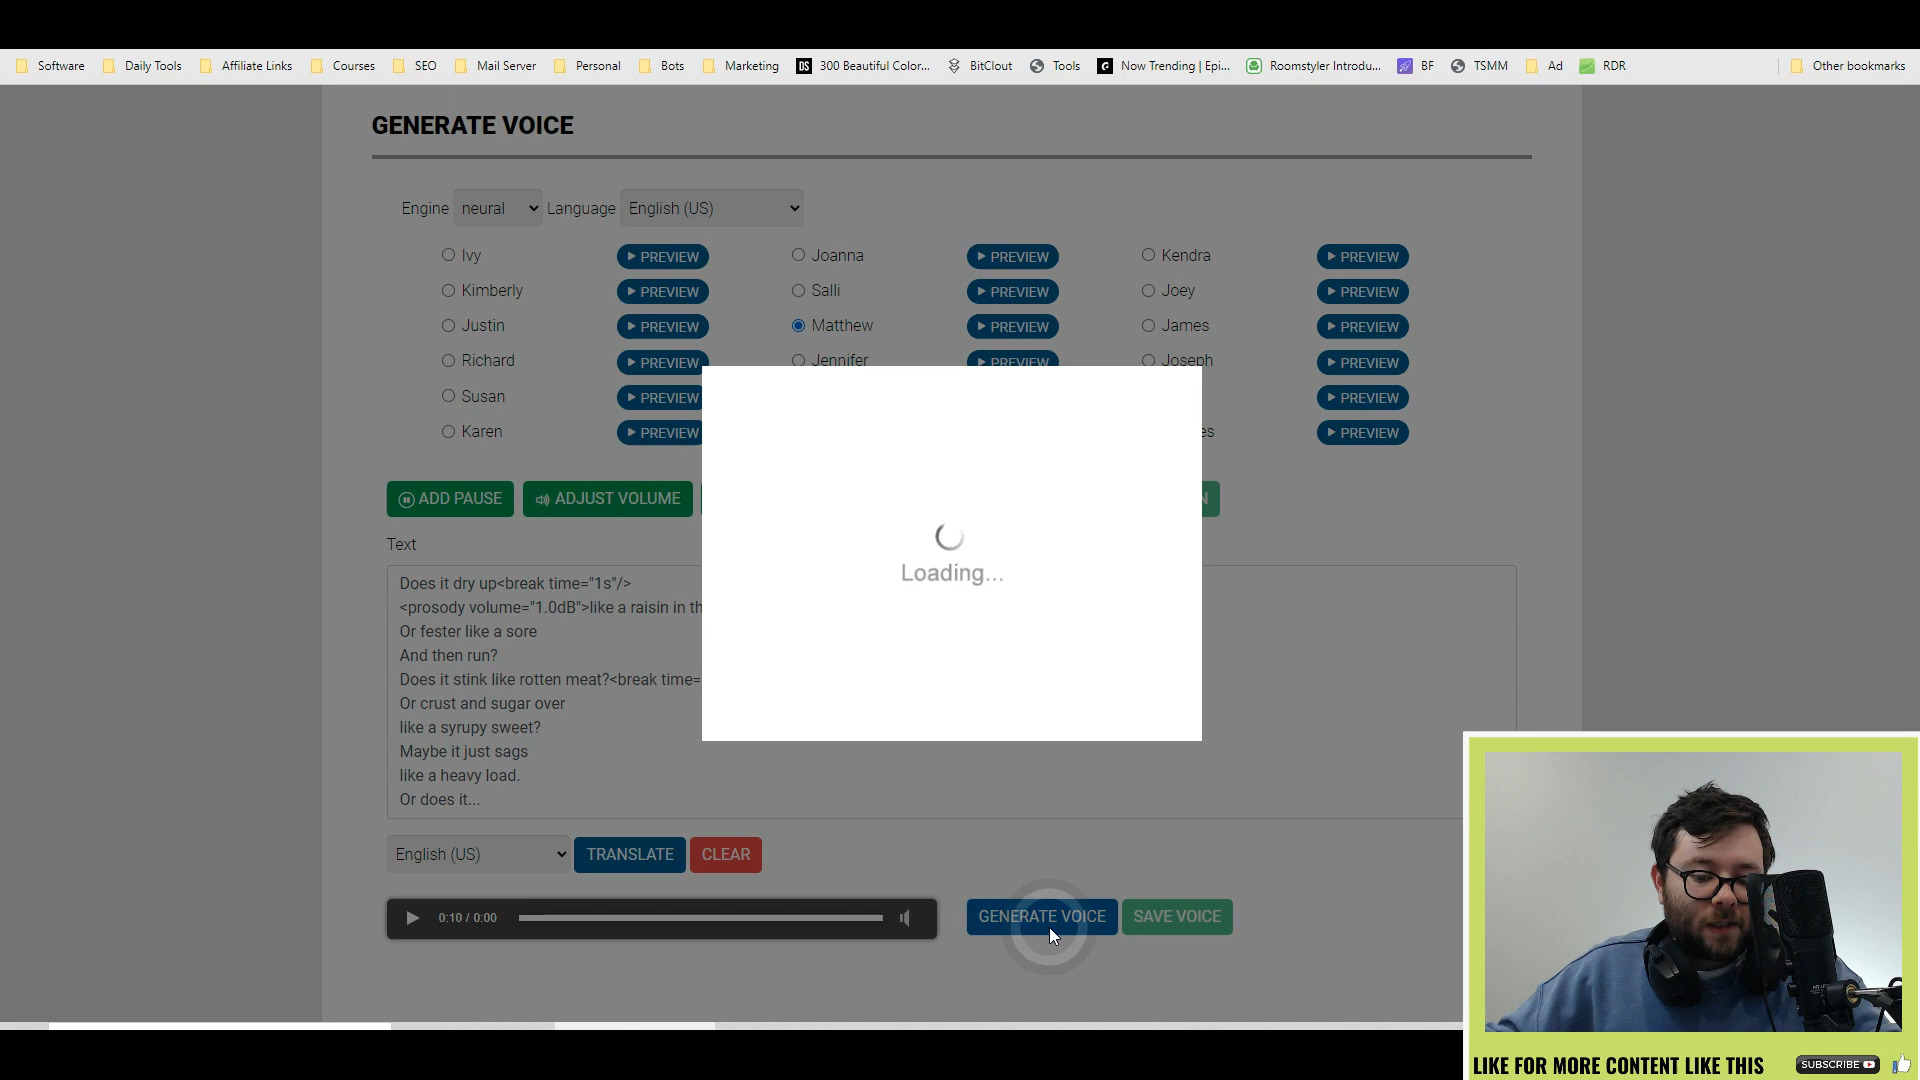 Software Daily Tools Affiliate Links Courses SEO Mail Server Personal Bots Marketing DS 300 Beautiful Color... BitClout Tools Now Trending | Epi... Roomstyler Introdu... BF TSMM Ad RDR Other bookmarks
GENERATE VOICE
Engine neural Language English (US)
Ivy PREVIEW Joanna PREVIEW Kendra PREVIEW
Kimberly PREVIEW Salli PREVIEW Joey PREVIEW
Justin PREVIEW Matthew PREVIEW James PREVIEW
Richard PREVIEW Jennifer PREVIEW Joseph PREVIEW
Susan PREVIEW PREVIEW
Karen PREVIEW es PREVIEW
ADD PAUSE ADJUST VOLUME N
Text
Does it dry up<break time="1s"/>
<prosody volume="1.0dB">like a raisin in th
Or fester like a sore
And then run?
Does it stink like rotten meat?<break time=
Or crust and sugar over
like a syrupy sweet?
Maybe it just sags
like a heavy load.
Or does it...
Loading...
English (US) TRANSLATE CLEAR
0:10 / 0:00 GENERATE VOICE SAVE VOICE
LIKE FOR MORE CONTENT LIKE THIS SUBSCRIBE